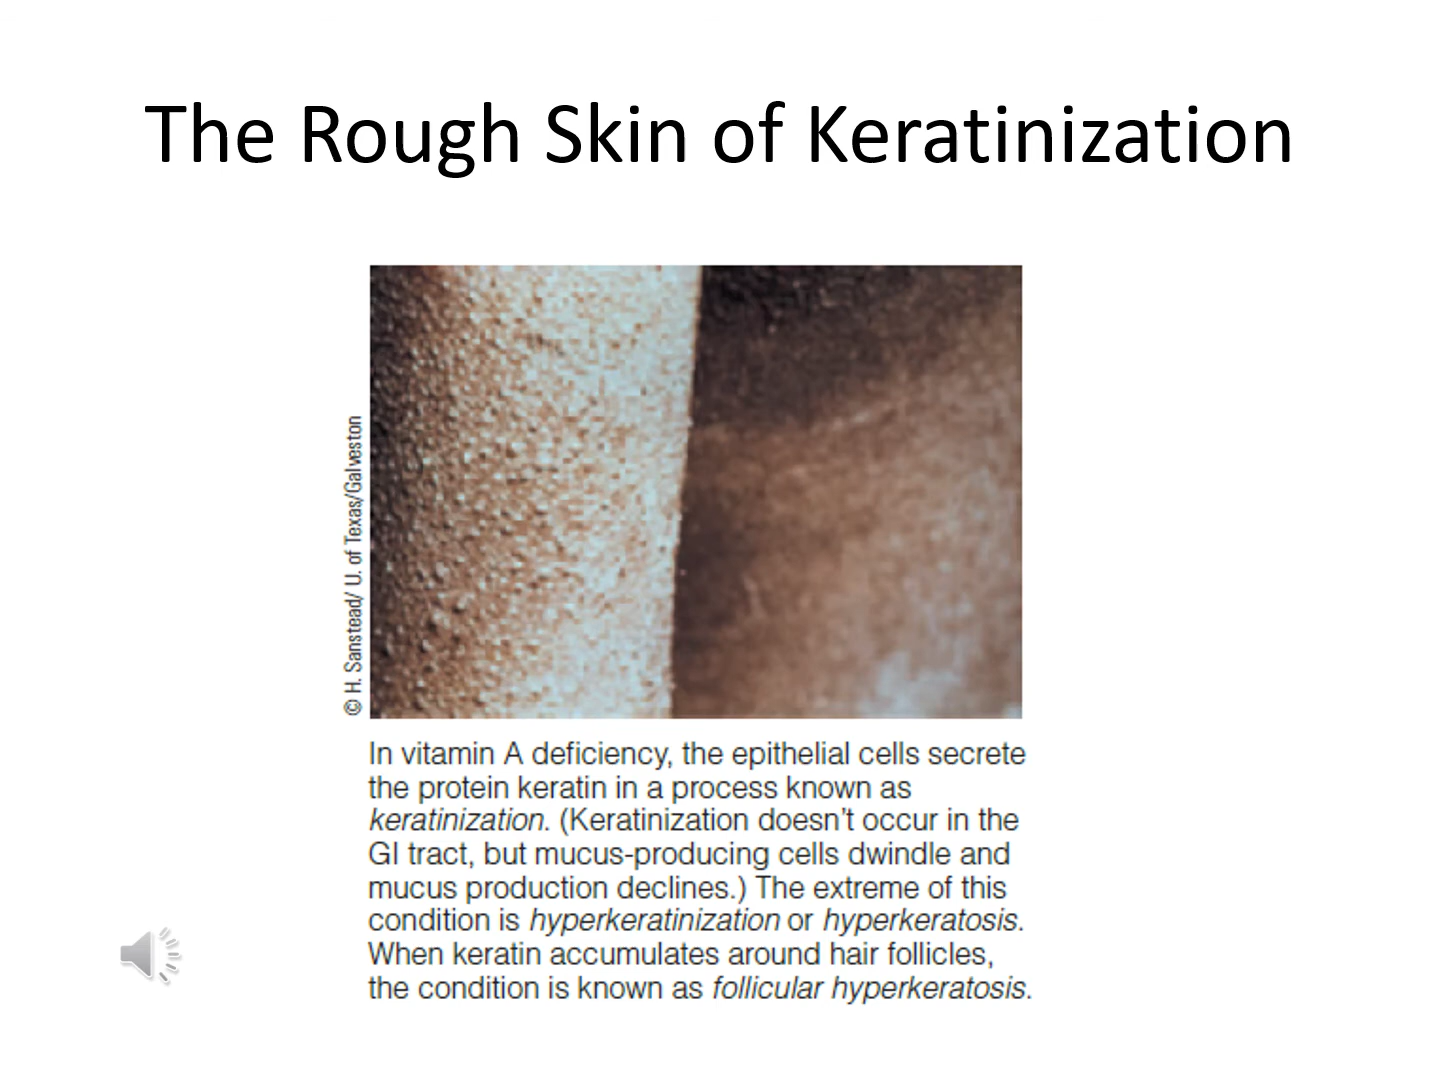 The Rough Skin of Keratinization
© H. Sanstead/ U. of Texas/Galveston
In vitamin A deficiency, the epithelial cells secrete
the protein keratin in a process known as
keratinization. (Keratinization doesn't occur in the
GI tract, but mucus-producing cells dwindle and
mucus production declines.) The extreme of this
condition is hyperkeratinization or hyperkeratosis.
When keratin accumulates around hair follicles,
the condition is known as follicular hyperkeratosis.